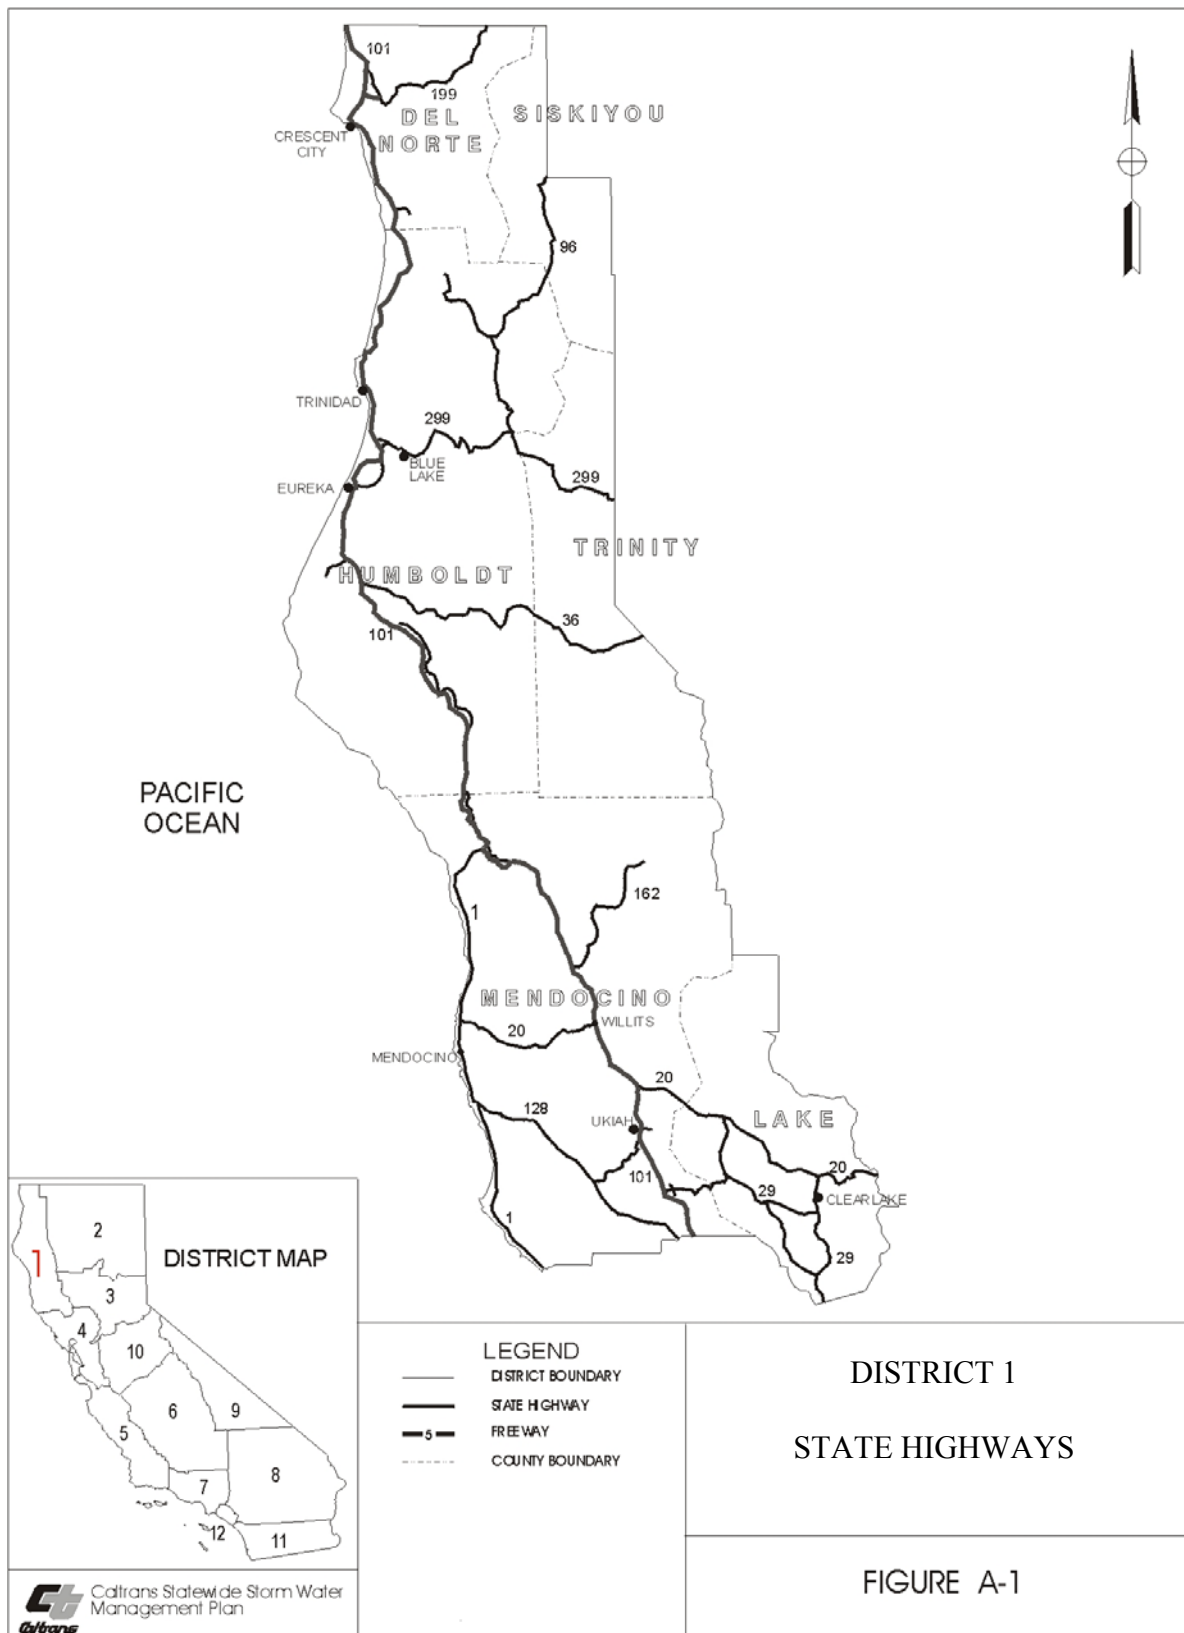 101
199
DEL
NORTE
SISKIYOU
CRESCENT
CITY
96
TRINIDAD
299
BLUE
LAKE
EUREKA
299
TRINITY
HUMBOLDT
36
101
PACIFIC
OCEAN
162
1
MENDOCINO
WILLITS
20
MENDOCINO
20
128
UKIAH
LAKE
101
29
20
CLEARLAKE
1
29
DISTRICT MAP
1
2
3
4
10
6
9
5
8
7
12
11
LEGEND
DISTRICT BOUNDARY
STATE HIGHWAY
5
FREEWAY
COUNTY BOUNDARY
DISTRICT 1
STATE HIGHWAYS
FIGURE A-1
Caltrans Statewide Storm Water
Management Plan
Caltrans